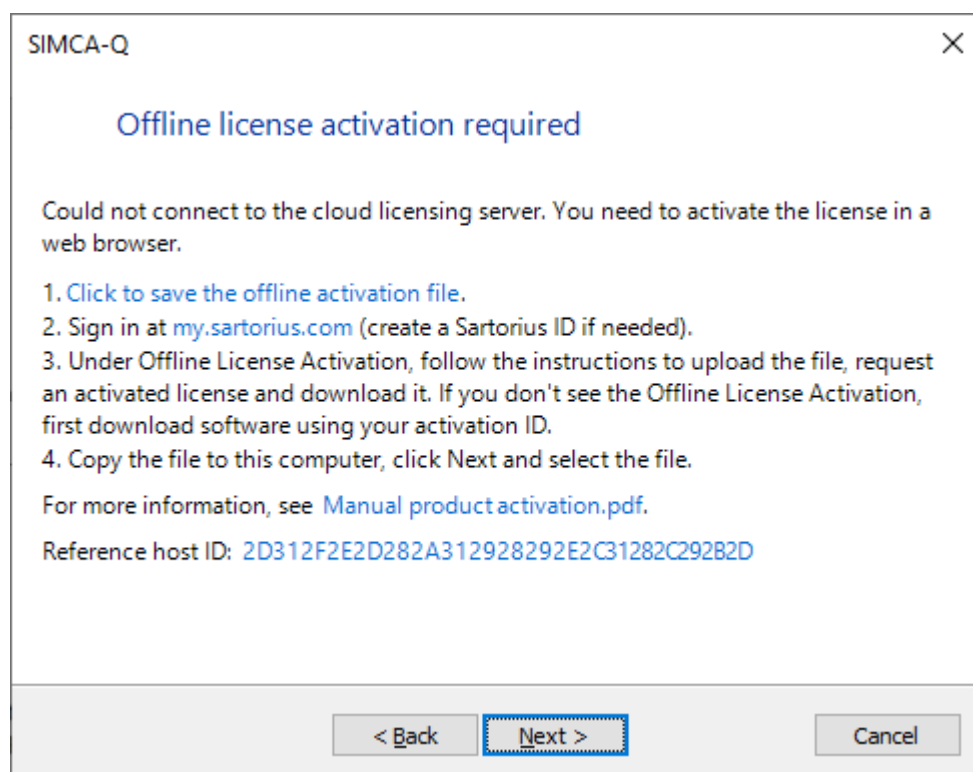 SIMCA-Q
Offline license activation required
Could not connect to the cloud licensing server. You need to activate the license in a
web browser.
1. Click to save the offline activation file.
2. Sign in at my.sartorius.com (create a Sartorius ID if needed).
3. Under Offline License Activation, follow the instructions to upload the file, request
an activated license and download it. If you don't see the Offline License Activation,
first download software using your activation ID.
4. Copy the file to this computer, click Next and select the file.
For more information, see Manual product activation.pdf.
Reference host ID: 2D312F2E2D282A312928292E2C31282C292B2D
< Back
Next >
Cancel